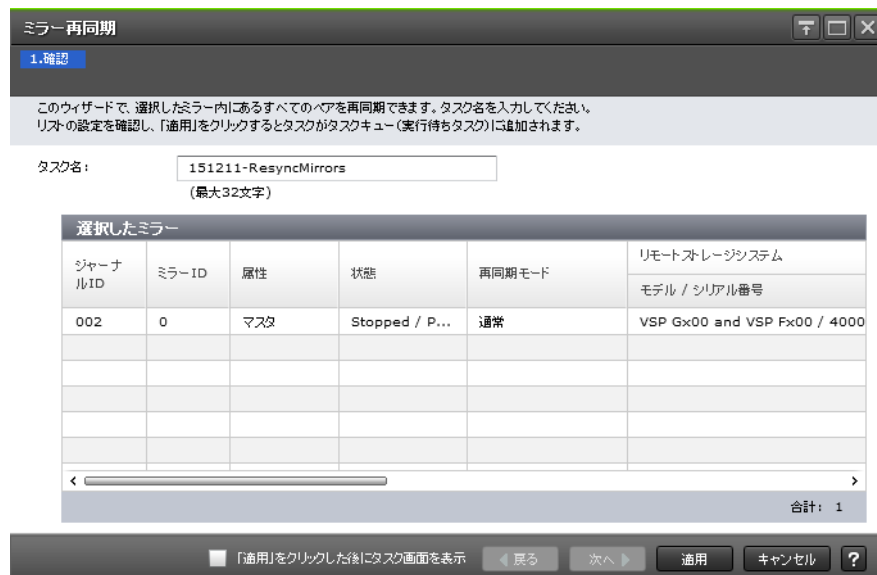 ミラー再同期
1.確認
このウィザードで、選択したミラー内にあるすべてのペアを再同期できます。タスク名を入力してください。
リストの設定を確認し、「適用」をクリックするとタスクがタスクキュー(実行待ちタスク)に追加されます。
タスク名: 151211-ResyncMirrors
(最大32文字)
選択したミラー
ジャーナ
ルID
ミラーID
属性
状態
再同期モード
リモートストレージシステム
モデル / シリアル番号
002 0 マスタ Stopped / P... 通常 VSP Gx00 and VSP Fx00 / 4000
合計: 1
「適用」をクリックした後にタスク画面を表示 戻る 次へ 適用 キャンセル ?